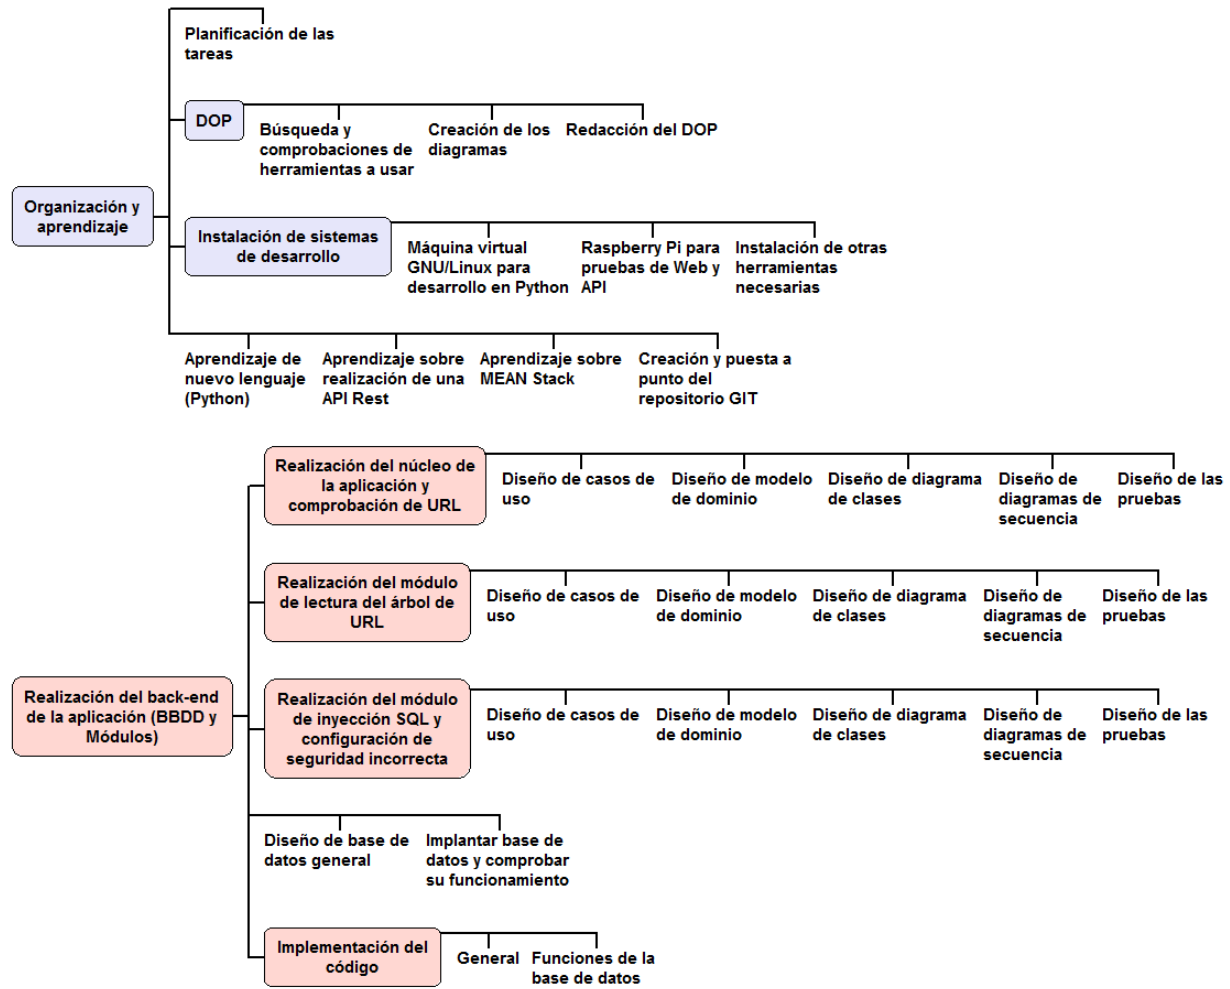 Planificación de las
tareas
DOP
Búsqueda y
comprobaciones de
herramientas a usar
Creación de los
diagramas
Redacción del DOP
Organización y
aprendizaje
Instalación de sistemas
de desarrollo
Máquina virtual
GNU/Linux para
desarrollo en Python
Raspberry Pi para
pruebas de Web y
API
Instalación de otras
herramientas
necesarias
Aprendizaje de
nuevo lenguaje
(Python)
Aprendizaje sobre
realización de una
API Rest
Aprendizaje sobre
MEAN Stack
Creación y puesta a
punto del
repositorio GIT
Realización del núcleo de
la aplicación y
comprobación de URL
Diseño de casos de
uso
Diseño de modelo
de dominio
Diseño de diagrama
de clases
Diseño de
diagramas de
secuencia
Diseño de las
pruebas
Realización del módulo
de lectura del árbol de
URL
Diseño de casos de
uso
Diseño de modelo
de dominio
Diseño de diagrama
de clases
Diseño de
diagramas de
secuencia
Diseño de las
pruebas
Realización del back-end
de la aplicación (BBDD y
Módulos)
Realización del módulo
de inyección SQL y
configuración de
seguridad incorrecta
Diseño de casos de
uso
Diseño de modelo
de dominio
Diseño de diagrama
de clases
Diseño de
diagramas de
secuencia
Diseño de las
pruebas
Diseño de base de
datos general
Implantar base de
datos y comprobar
su funcionamiento
Implementación del
código
General
Funciones de la
base de datos